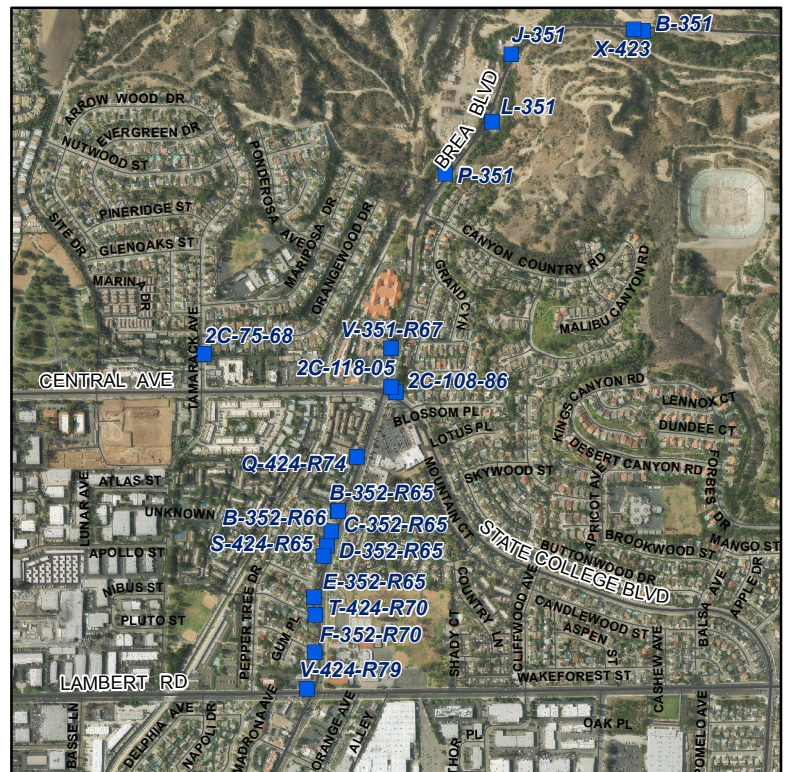 B-351
J-351
X-423
BREA BLVD
L-351
ARROW WOOD DR
EVERGREEN DR
NUTWOOD ST
PONDEROSA AVE
P-351
PINERIDGE ST
MARIPOSA DR
ORANGEWOOD DR
SITE DR
GLENOAKS ST
CANYON COUNTRY RD
GRAND CYN
MALIBU CANYON RD
MARIN
DR
TAMARACK AVE
2C-75-68
V-351-R67
2C-118-05
2C-108-86
CENTRAL AVE
KINGS CANYON RD
LENNOX CT
BLOSSOM PL
DUNDEE CT
LOTUS PL
DESERT CANYON RD
FORBES DR
Q-424-R74
MOUNTAIN CT
SKYWOOD ST
APRICOT AVE
LUNAR AVE
ATLAS ST
B-352-R65
UNKNOWN
B-352-R66
C-352-R65
S-424-R65
STATE COLLEGE BLVD
BROOKWOOD ST
MANGO ST
APOLLO ST
D-352-R65
BUTTONWOOD DR
NIBUS ST
E-352-R65
COUNTRY LN
CLIFFWOOD AVE
BALSA AVE
APPLE DR
PEPPER TREE DR
T-424-R70
CANDLEWOOD ST
PLUTO ST
GUM PL
SHADY CT
ASPEN ST
F-352-R70
CASHEW AVE
V-424-R79
WAKEFOREST ST
LAMBERT RD
BASSE LN
DELPHIA AVE
NAPOLI DR
MADRONA AVE
ORANGE AVE
ALLEY
THOR
PL
OAK PL
POMELO AVE